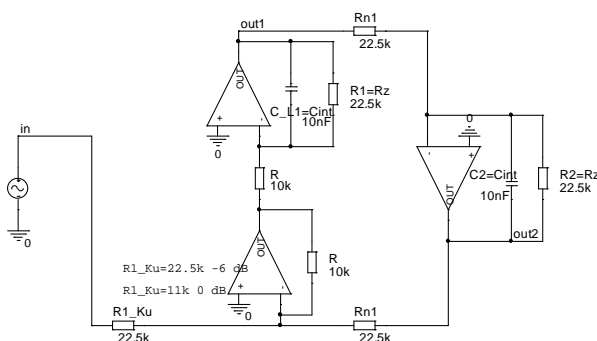 out1
Rn1
22.5k
OUT
+
-
0
C_L1=Cint
10nF
R1=Rz
22.5k
in
0
R
10k
0
-
+
OUT
C2=Cint
10nF
R2=Rz
22.5k
out2
R1_Ku=22.5k -6 dB
R1_Ku=11k 0 dB
OUT
+
-
0
R
10k
R1_Ku
22.5k
Rn1
22.5k